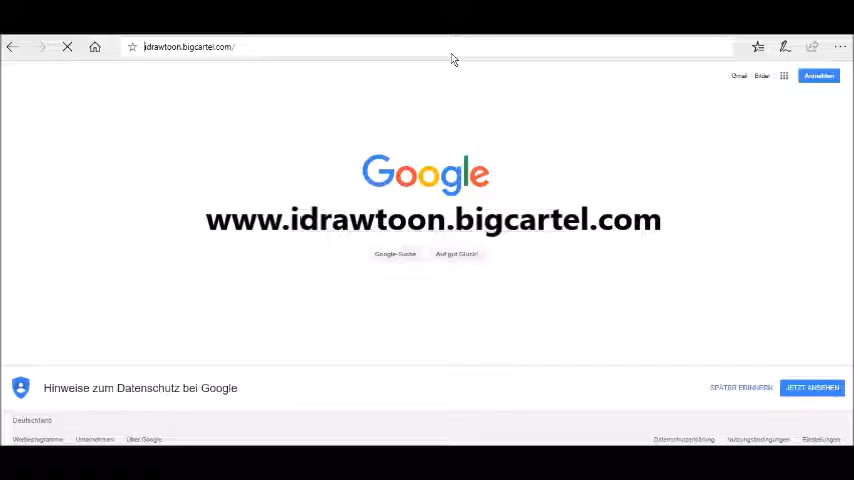 idrawtoon.bigcartel.com/
Gmail Bilder Anmelden
Google
www.idrawtoon.bigcartel.com
Google-Suche Auf gut Glück!
Hinweise zum Datenschutz bei Google SPÄTER ERINNERN JETZT ANSEHEN
Deutschland
Werbeprogramme Unternehmen Über Google Datenschutzerklärung Nutzungsbedingungen Einstellungen